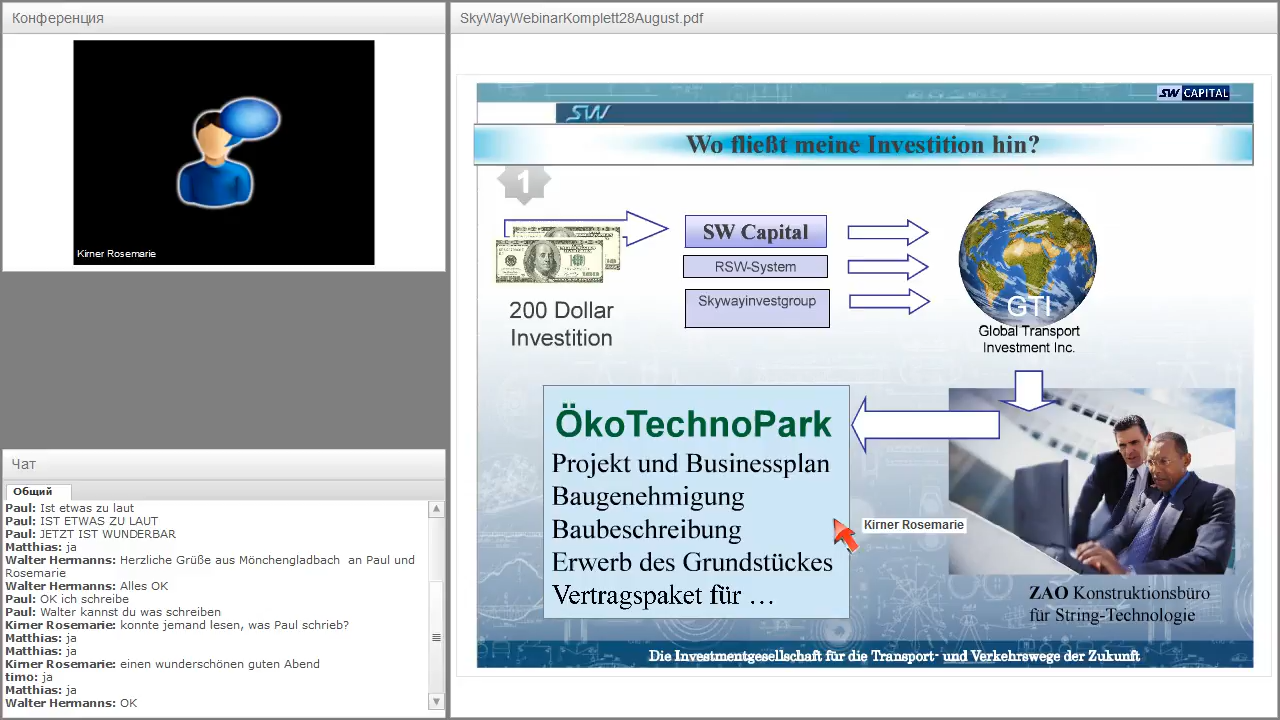 Конференция
Kirner Rosemarie
Чат
Общий
Paul: Ist etwas zu laut
Paul: IST ETWAS ZU LAUT
Paul: JETZT IST WUNDERBAR
Matthias: ja
Walter Hermanns: Herzliche Grüße aus Mönchengladbach an Paul und
Rosemarie
Walter Hermanns: Alles OK
Paul: OK ich schreibe
Paul: Walter kannst du was schreiben
Kirner Rosemarie: konnte jemand lesen, was Paul schrieb?
Matthias: ja
Matthias: ja
Kirner Rosemarie: einen wunderschönen guten Abend
timo: ja
Matthias: ja
Walter Hermanns: OK
SkyWayWebinarKomplett28August.pdf
SW CAPITAL
SW
Wo fließt meine Investition hin?
1
200 Dollar
Investition
SW Capital
RSW-System
Skywayinvestgroup
GTI
Global Transport
Investment Inc.
ÖkoTechnoPark
Projekt und Businessplan
Baugenehmigung
Baubeschreibung
Erwerb des Grundstückes
Vertragspaket für …
Kirner Rosemarie
ZAO Konstruktionsbüro
für String-Technologie
Die Investmentgesellschaft für die Transport- und Verkehrswege der Zukunft